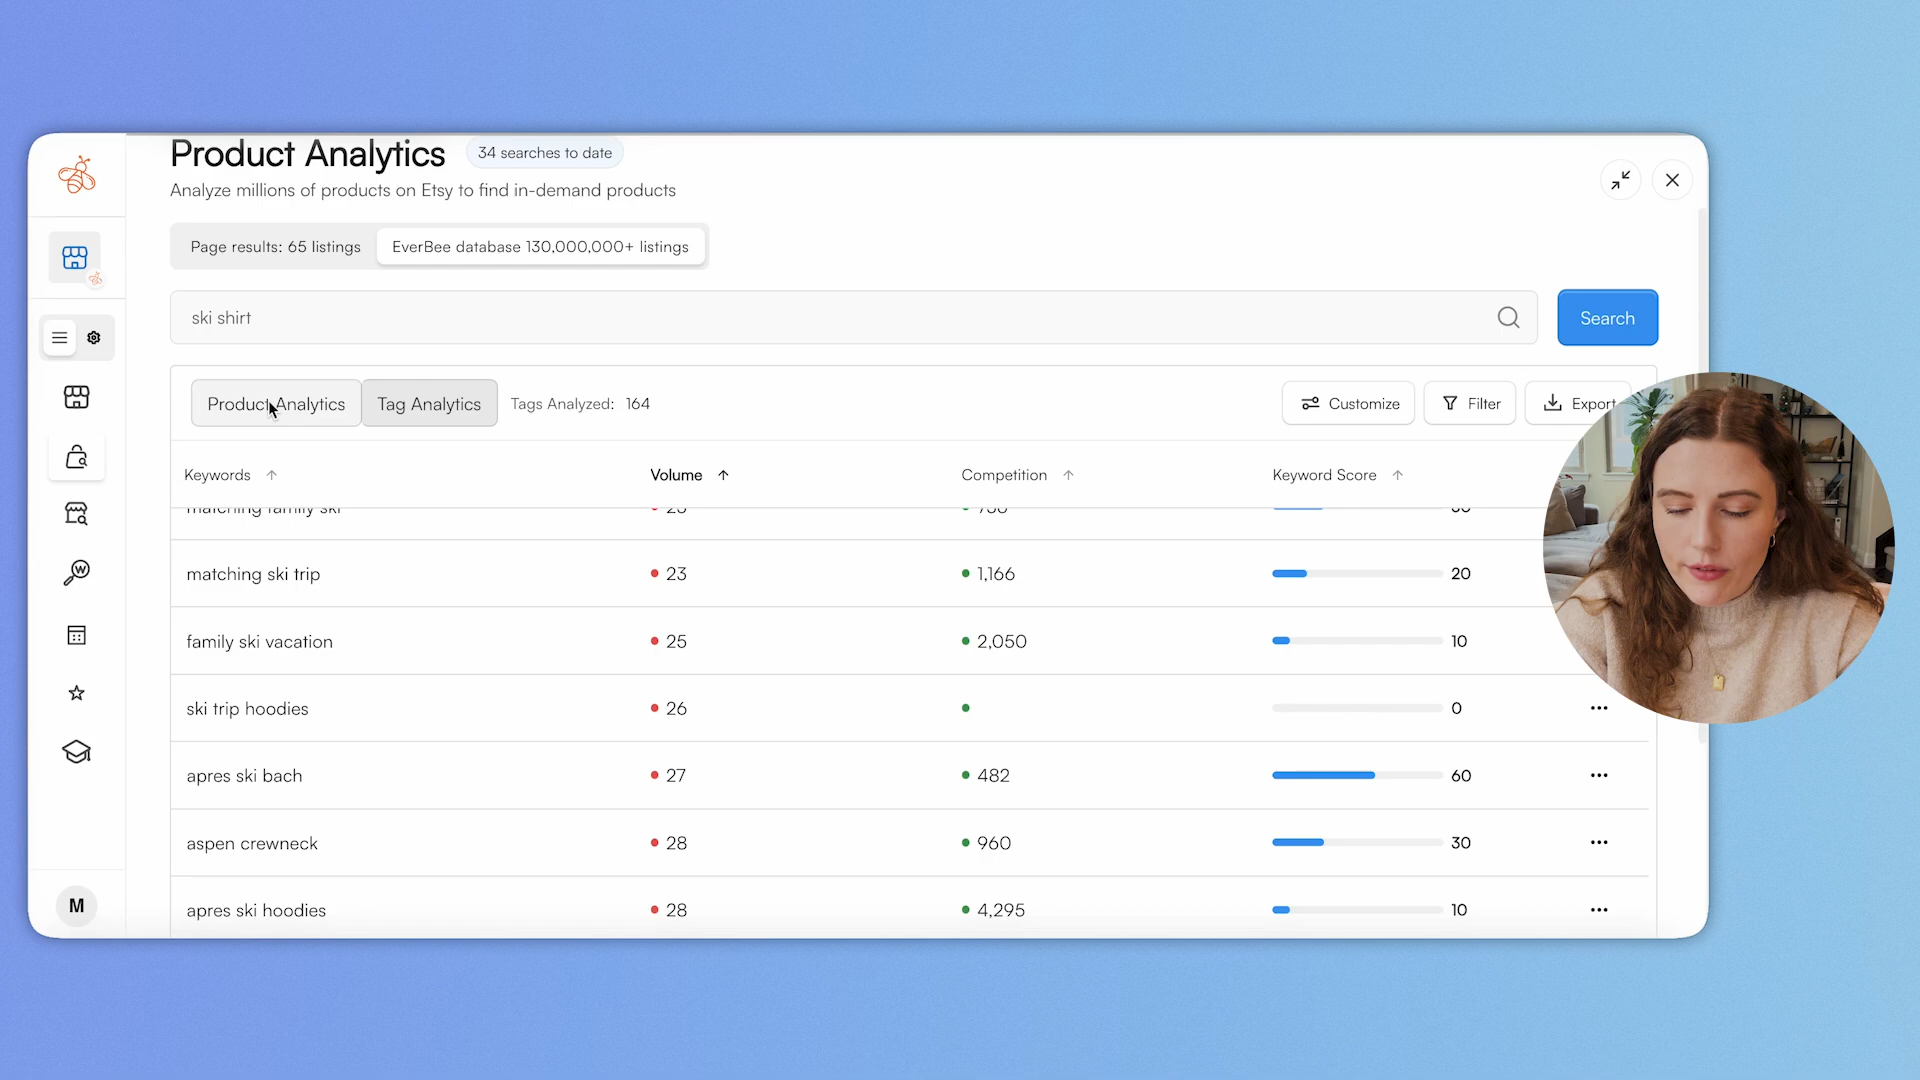 Product Analytics 34 searches to date
Analyze millions of products on Etsy to find in-demand products
Page results: 65 listings EverBee database 130,000,000+ listings
ski shirt Search
Product Analytics Tag Analytics Tags Analyzed: 164 Customize Filter Export
Keywords Volume Competition Keyword Score
matching family ski
matching ski trip 23 1,166 20
family ski vacation 25 2,050 10
ski trip hoodies 26 0
apres ski bach 27 482 60
aspen crewneck 28 960 30
apres ski hoodies 28 4,295 10
M